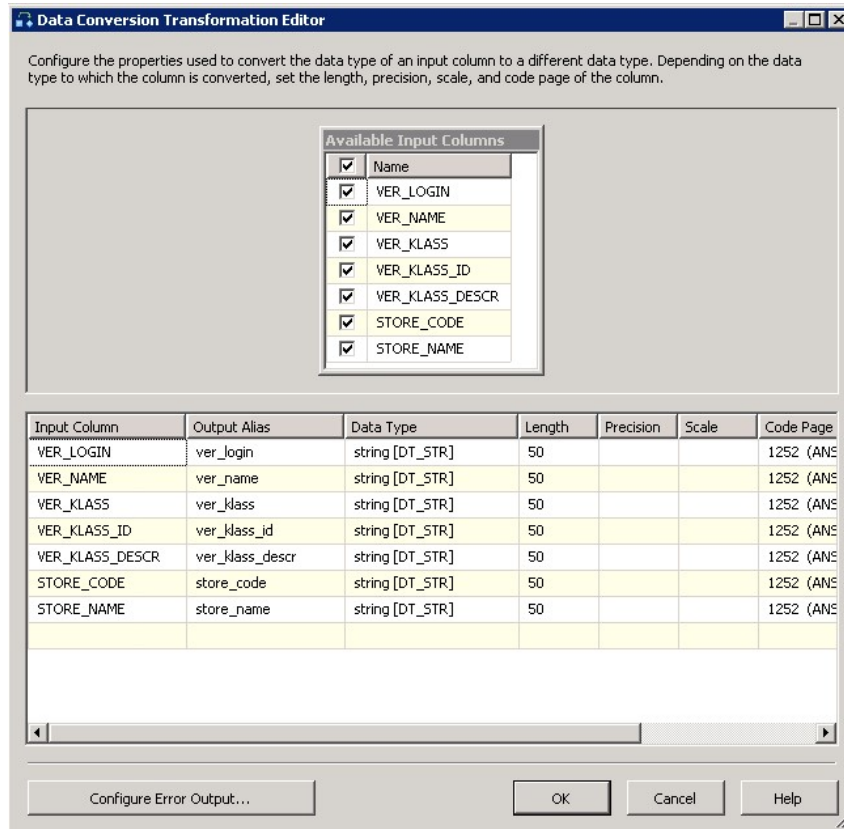 Data Conversion Transformation Editor
Configure the properties used to convert the data type of an input column to a different data type. Depending on the data
type to which the column is converted, set the length, precision, scale, and code page of the column.
Available Input Columns
Name
VER_LOGIN
VER_NAME
VER_KLASS
VER_KLASS_ID
VER_KLASS_DESCR
STORE_CODE
STORE_NAME
Input Column Output Alias Data Type Length Precision Scale Code Page
VER_LOGIN ver_login string [DT_STR] 50 1252 (ANS
VER_NAME ver_name string [DT_STR] 50 1252 (ANS
VER_KLASS ver_klass string [DT_STR] 50 1252 (ANS
VER_KLASS_ID ver_klass_id string [DT_STR] 50 1252 (ANS
VER_KLASS_DESCR ver_klass_descr string [DT_STR] 50 1252 (ANS
STORE_CODE store_code string [DT_STR] 50 1252 (ANS
STORE_NAME store_name string [DT_STR] 50 1252 (ANS
Configure Error Output... OK Cancel Help